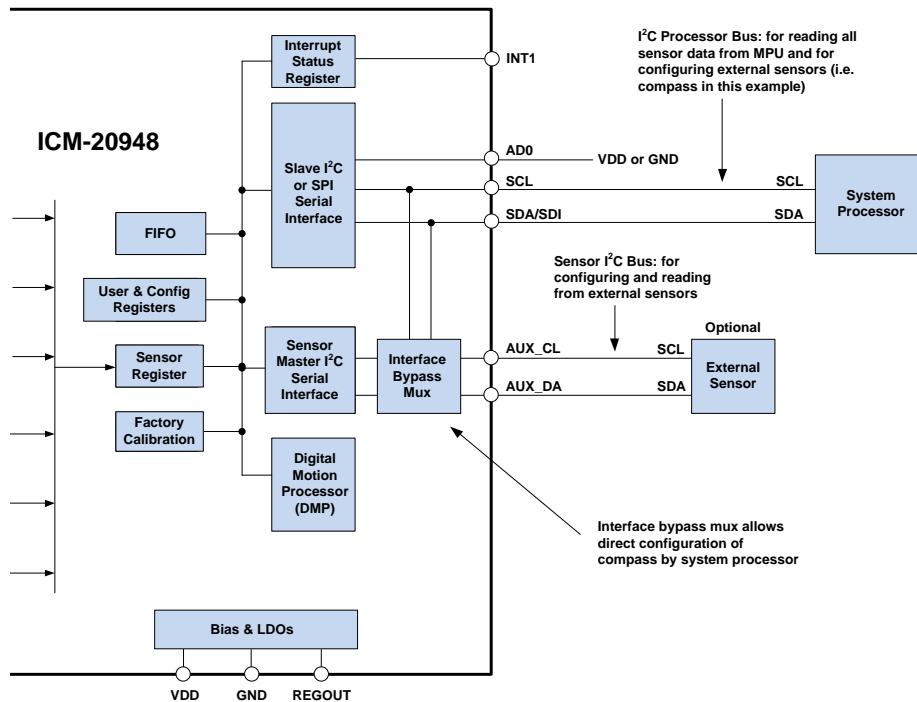 ICM-20948
Interrupt
Status
Register
INT1
I²C Processor Bus: for reading all
sensor data from MPU and for
configuring external sensors (i.e.
compass in this example)
Slave I²C
or SPI
Serial
Interface
AD0
VDD or GND
SCL
SCL
SDA/SDI
SDA
System
Processor
FIFO
User & Config
Registers
Sensor
Register
Factory
Calibration
Sensor
Master I²C
Serial
Interface
Interface
Bypass
Mux
Digital
Motion
Processor
(DMP)
Sensor I²C Bus: for
configuring and reading
from external sensors
AUX_CL
SCL
AUX_DA
SDA
Optional
External
Sensor
Interface bypass mux allows
direct configuration of
compass by system processor
Bias & LDOs
VDD
GND
REGOUT